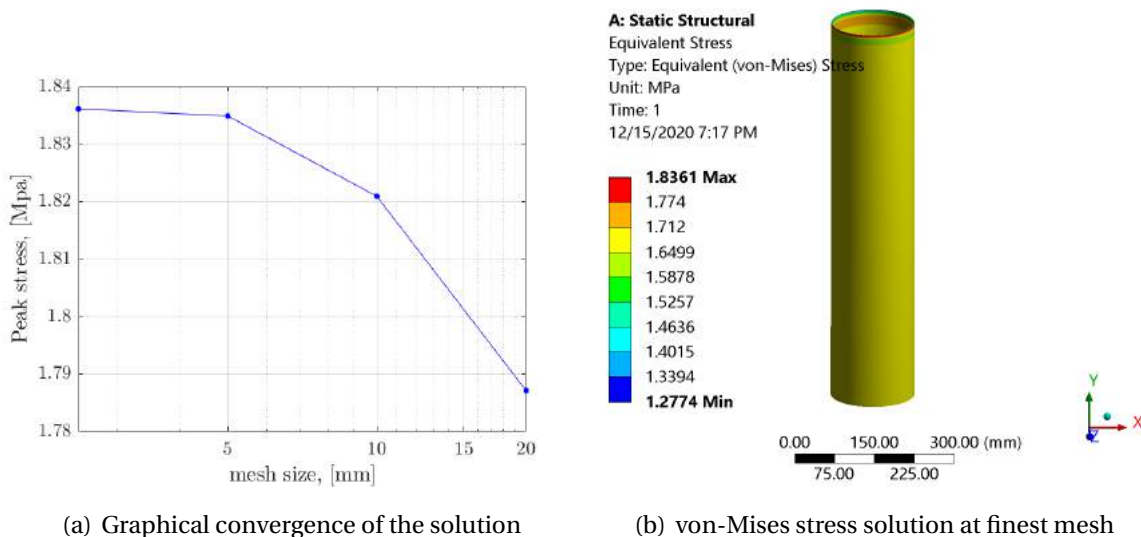 1.84
1.83
1.82
1.81
1.8
1.79
1.78
Peak stress, [Mpa]
5
10
15
20
mesh size, [mm]
(a) Graphical convergence of the solution
A: Static Structural
Equivalent Stress
Type: Equivalent (von-Mises) Stress
Unit: MPa
Time: 1
12/15/2020 7:17 PM
1.8361 Max
1.774
1.712
1.6499
1.5878
1.5257
1.4636
1.4015
1.3394
1.2774 Min
0.00 150.00 300.00 (mm)
75.00 225.00
Y
X
Z
(b) von-Mises stress solution at finest mesh